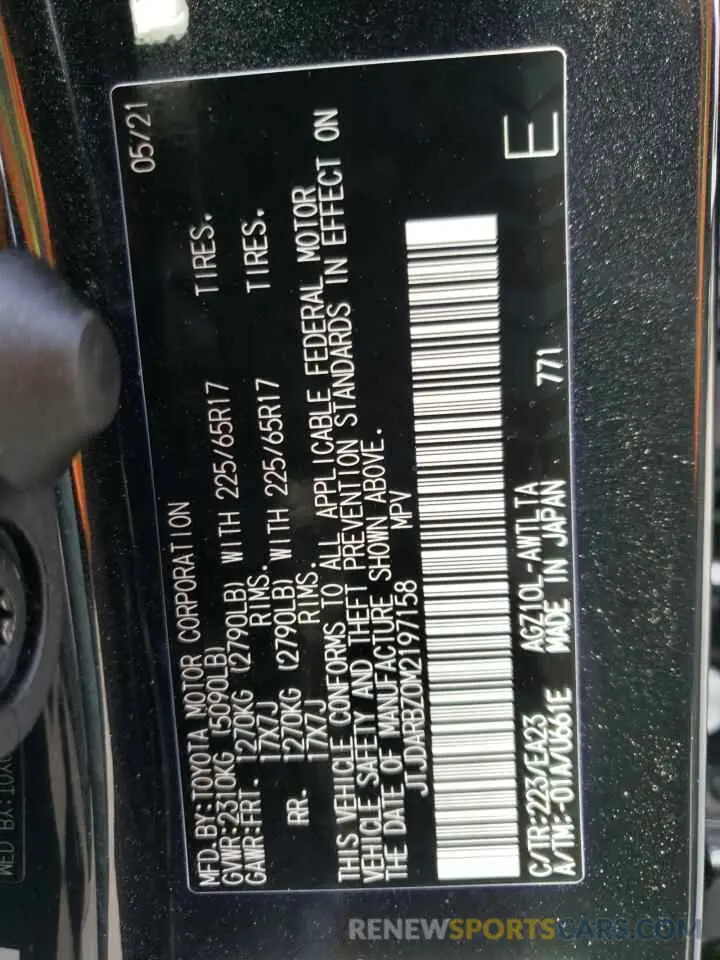 MFD.BY:TOYOTA MOTOR CORPORATION 05/21
GVWR:2310KG (5090LB)
GAWR:FRT. 1270KG (2790LB) WITH 225/65R17 TIRES.
17X7J RIMS.
RR. 1270KG (2790LB) WITH 225/65R17 TIRES.
17X7J RIMS.
THIS VEHICLE CONFORMS TO ALL APPLICABLE FEDERAL MOTOR
VEHICLE SAFETY AND THEFT PREVENTION STANDARDS IN EFFECT ON
THE DATE OF MANUFACTURE SHOWN ABOVE.
JTJDARBZ0M2197158 MPV
C/TR:223/EA23 AGZ10L-AWTLTA
A/TM:-01A/U661E MADE IN JAPAN 771
E
RENEWSPORTSCARS.COM